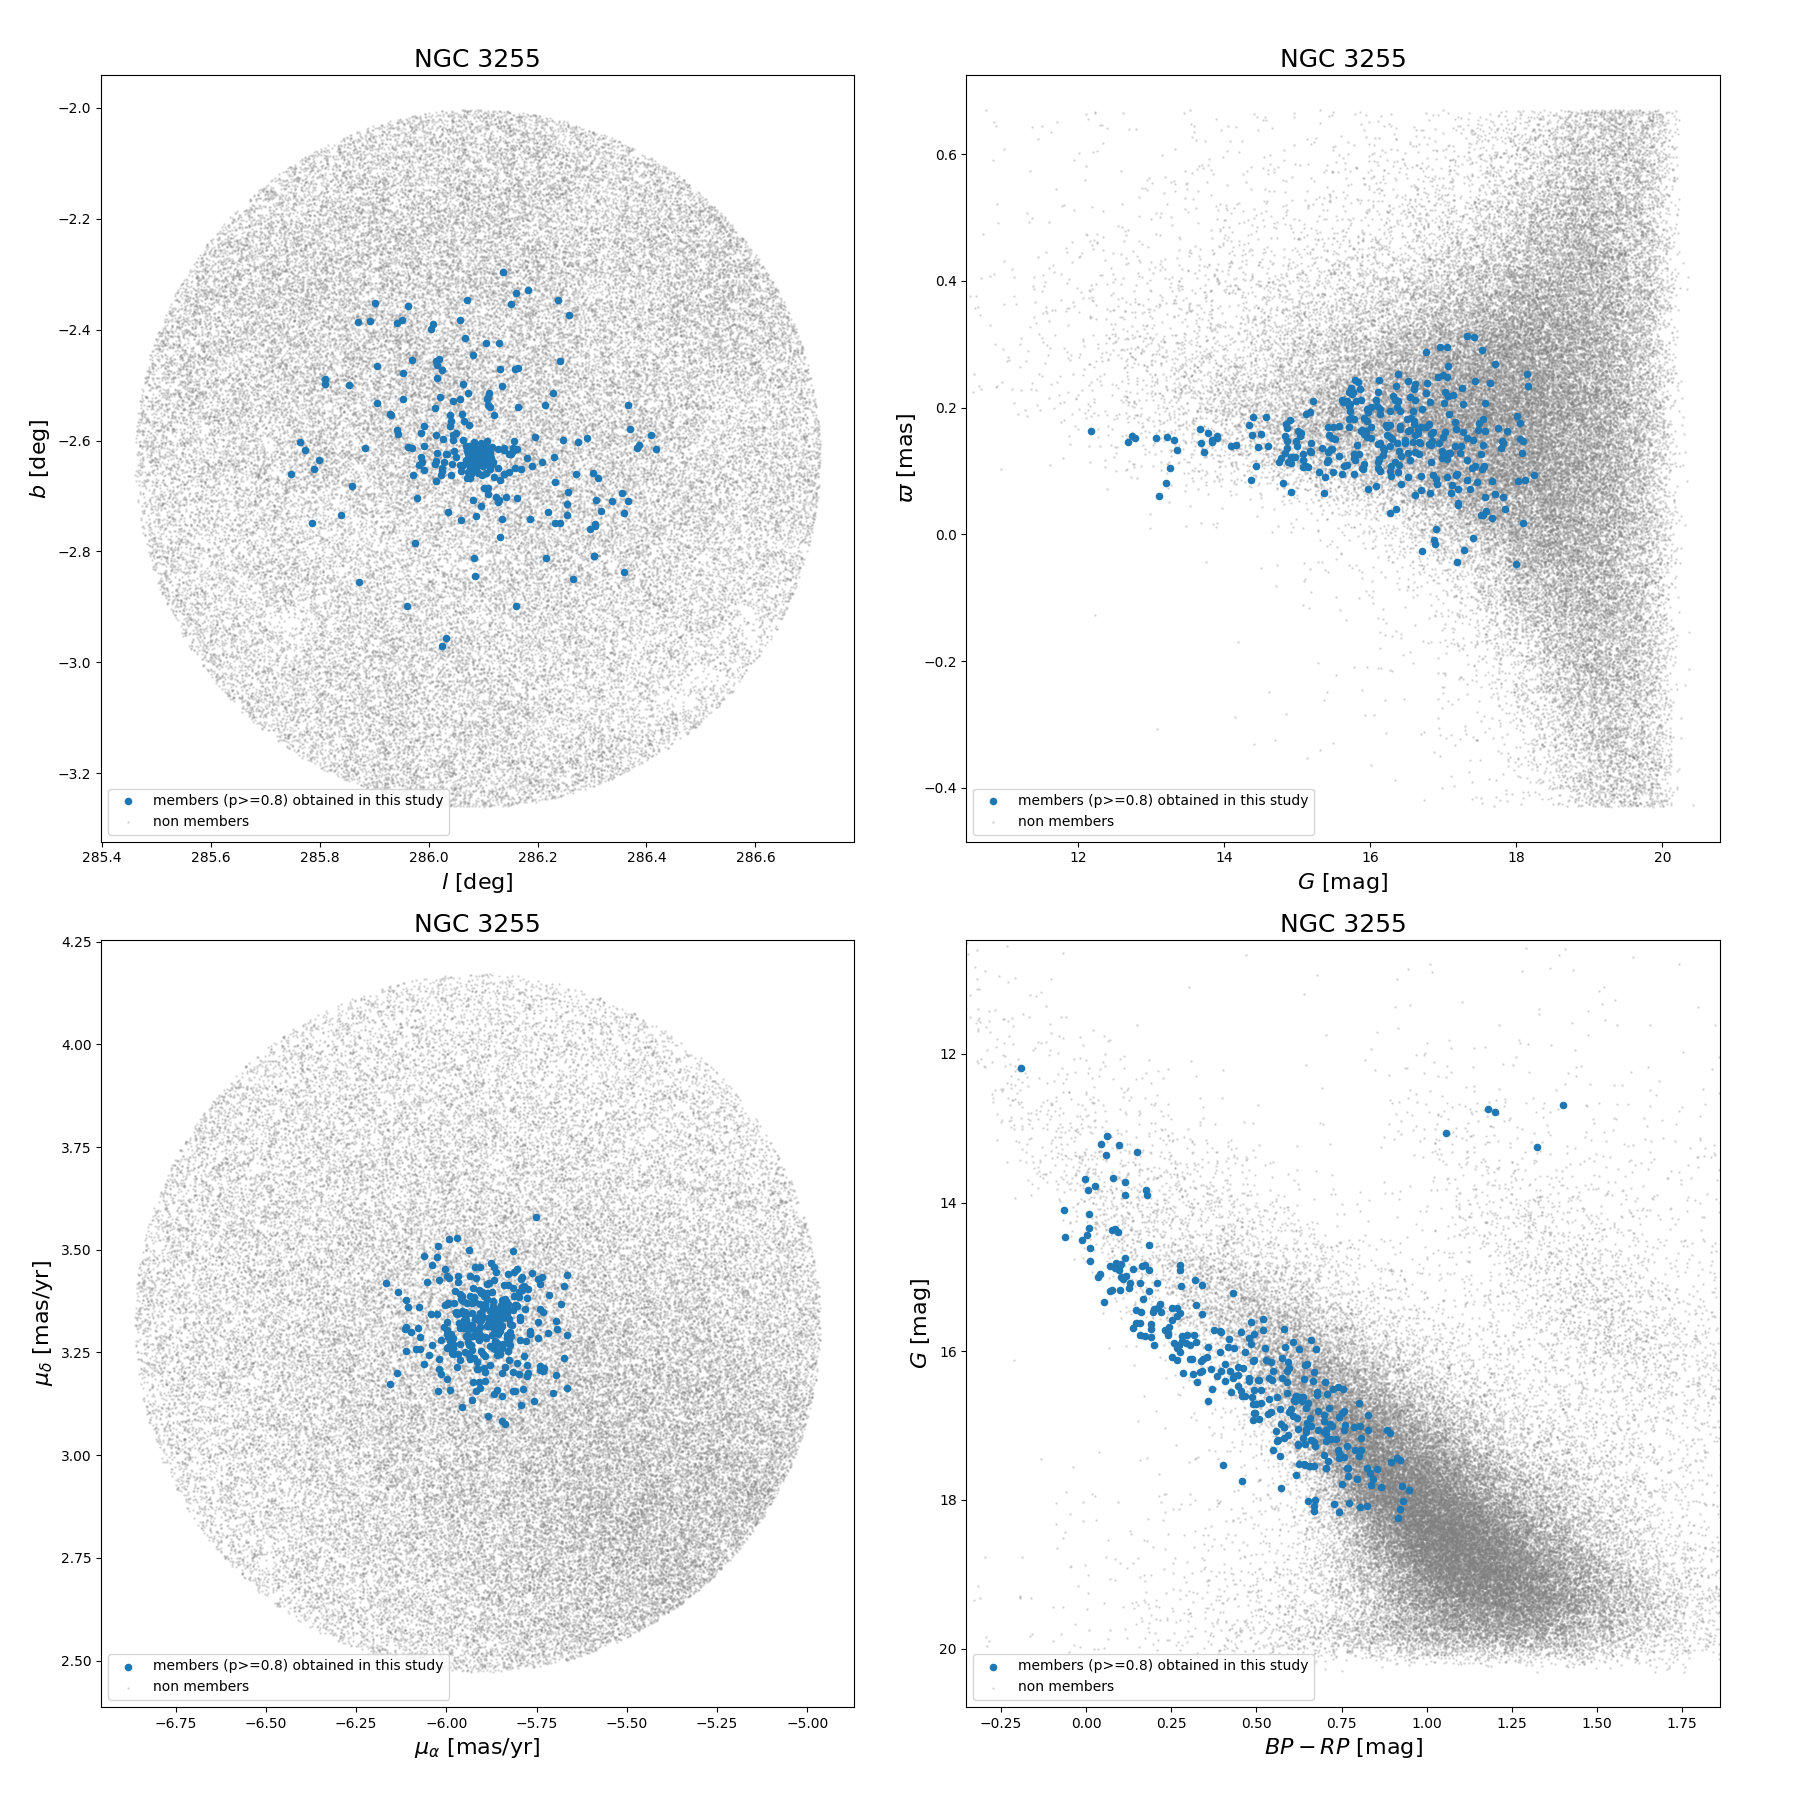 NGC 3255
−2.0
−2.2
−2.4
−2.6
−2.8
−3.0
−3.2
b [deg]
members (p>=0.8) obtained in this study
non members
285.4 285.6 285.8 286.0 286.2 286.4 286.6
l [deg]
NGC 3255
0.6
0.4
0.2
0.0
−0.2
−0.4
ϖ [mas]
members (p>=0.8) obtained in this study
non members
12 14 16 18 20
G [mag]
NGC 3255
4.25
4.00
3.75
3.50
3.25
3.00
2.75
2.50
μδ [mas/yr]
members (p>=0.8) obtained in this study
non members
−6.75 −6.50 −6.25 −6.00 −5.75 −5.50 −5.25 −5.00
μα [mas/yr]
NGC 3255
12
14
16
18
20
G [mag]
members (p>=0.8) obtained in this study
non members
−0.25 0.00 0.25 0.50 0.75 1.00 1.25 1.50 1.75
BP − RP [mag]